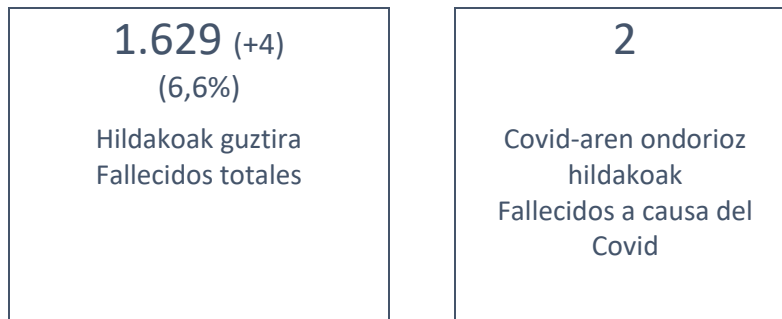 1.629 (+4)
(6,6%)
Hildakoak guztira
Fallecidos totales
2
Covid-aren ondorioz
hildakoak
Fallecidos a causa del
Covid